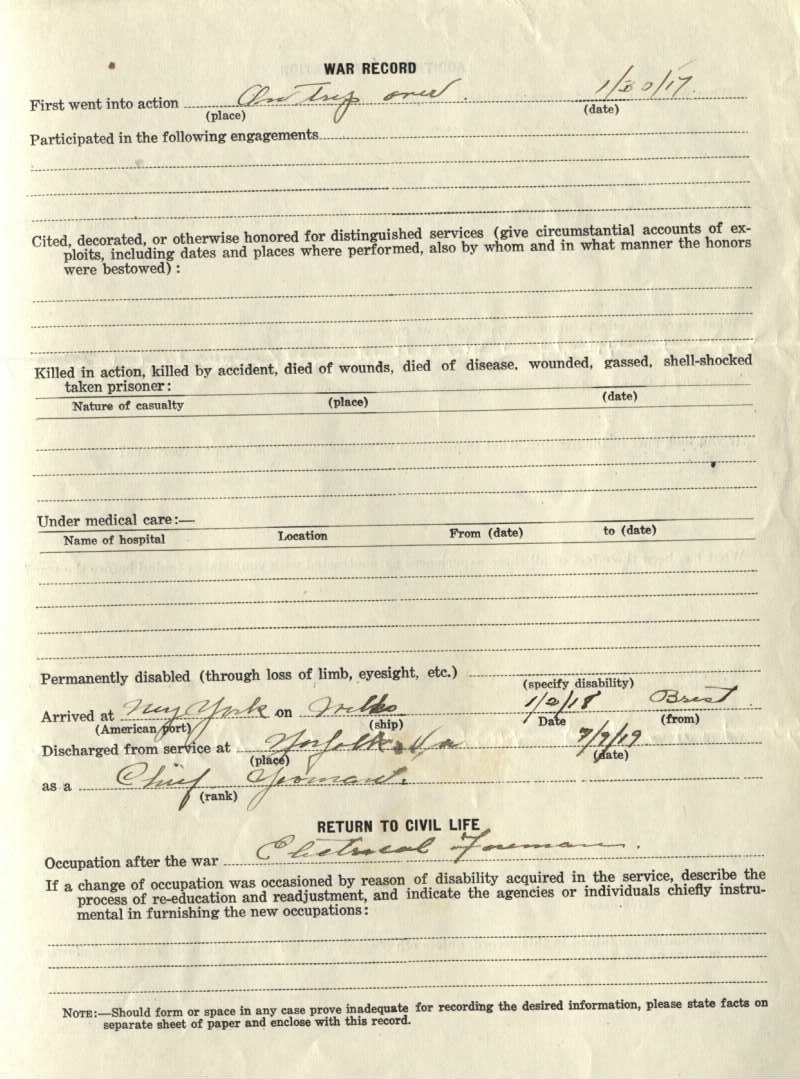 WAR RECORD
First went into action On trip over. 1/30/17.
(place) (date)
Participated in the following engagements
Cited, decorated, or otherwise honored for distinguished services (give circumstantial accounts of ex-
ploits, including dates and places where performed, also by whom and in what manner the honors
were bestowed) :
Killed in action, killed by accident, died of wounds, died of disease. wounded, gassed, shell-shocked
taken prisoner :
Nature of casualty (place) (date)
Under medical care :—
Name of hospital Location From (date) to (date)
Permanently disabled (through loss of limb, eyesight, etc.)
(specify disability)
Arrived at New York on 1/2/18 Brest.
(American port) (ship) Date (from)
Discharged from service at Norfolk, Va 7/9/19
(place) (date)
as a Chief
(rank)
RETURN TO CIVIL LIFE
Occupation after the war Electrical Foreman.
If a change of occupation was occasioned by reason of disability acquired in the service, describe the
process of re-education and readjustment, and indicate the agencies or individuals chiefly instru-
mental in furnishing the new occupations :
NOTE:—Should form or space in any case prove inadequate for recording the desired information, please state facts on
separate sheet of paper and enclose with this record.